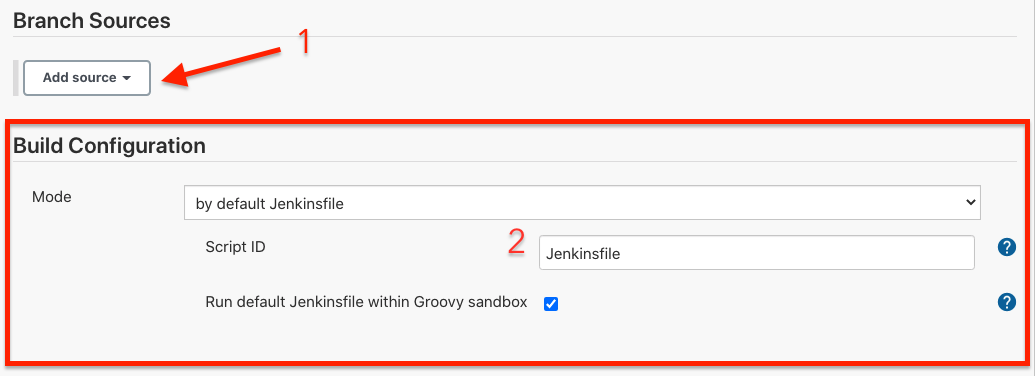 Branch Sources
1
Add source
Build Configuration
Mode
by default Jenkinsfile
Script ID
2
Jenkinsfile
?
Run default Jenkinsfile within Groovy sandbox
?